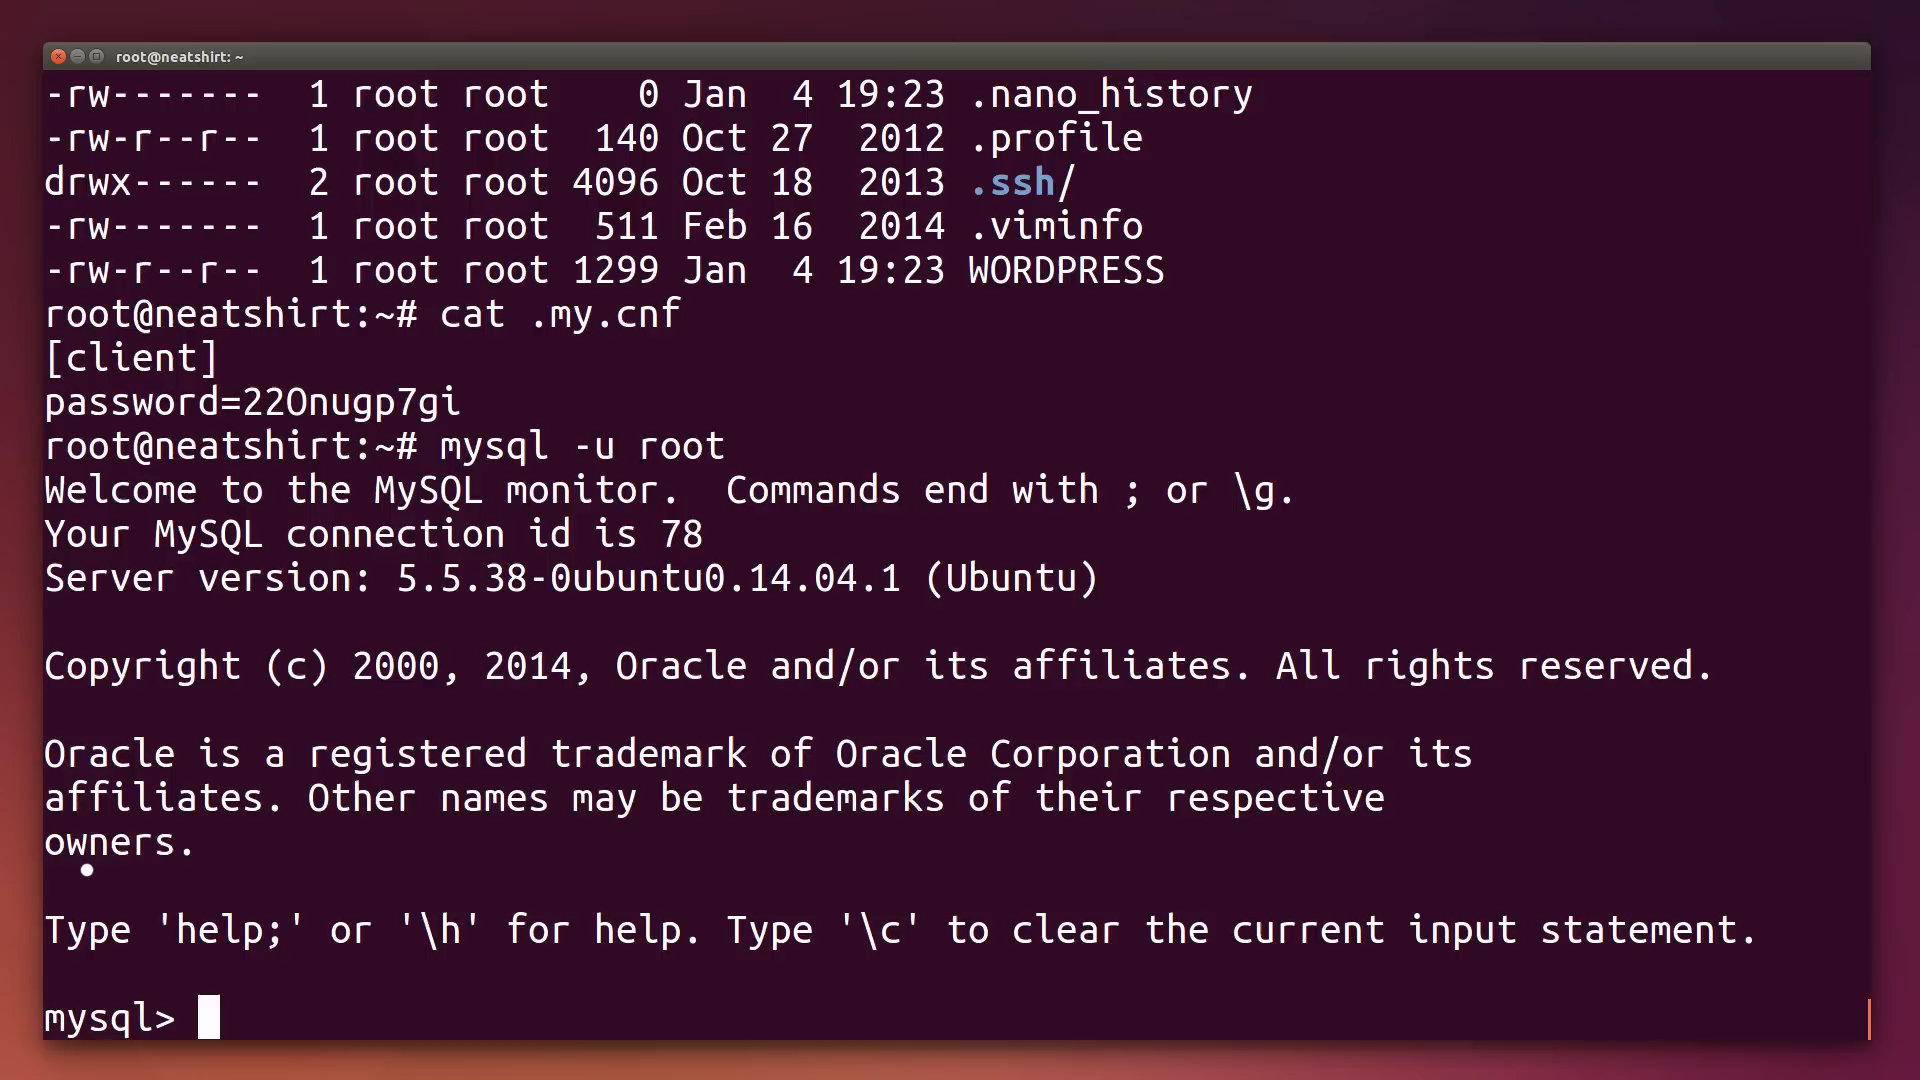 root@neatshirt: ~
-rw-------  1 root root    0 Jan  4 19:23 .nano_history
-rw-r--r--  1 root root  140 Oct 27  2012 .profile
drwx------  2 root root 4096 Oct 18  2013 .ssh/
-rw-------  1 root root  511 Feb 16  2014 .viminfo
-rw-r--r--  1 root root 1299 Jan  4 19:23 WORDPRESS
root@neatshirt:~# cat .my.cnf
[client]
password=22Onugp7gi
root@neatshirt:~# mysql -u root
Welcome to the MySQL monitor.  Commands end with ; or \g.
Your MySQL connection id is 78
Server version: 5.5.38-0ubuntu0.14.04.1 (Ubuntu)
Copyright (c) 2000, 2014, Oracle and/or its affiliates. All rights reserved.
Oracle is a registered trademark of Oracle Corporation and/or its
affiliates. Other names may be trademarks of their respective
owners.
Type 'help;' or '\h' for help. Type '\c' to clear the current input statement.
mysql>